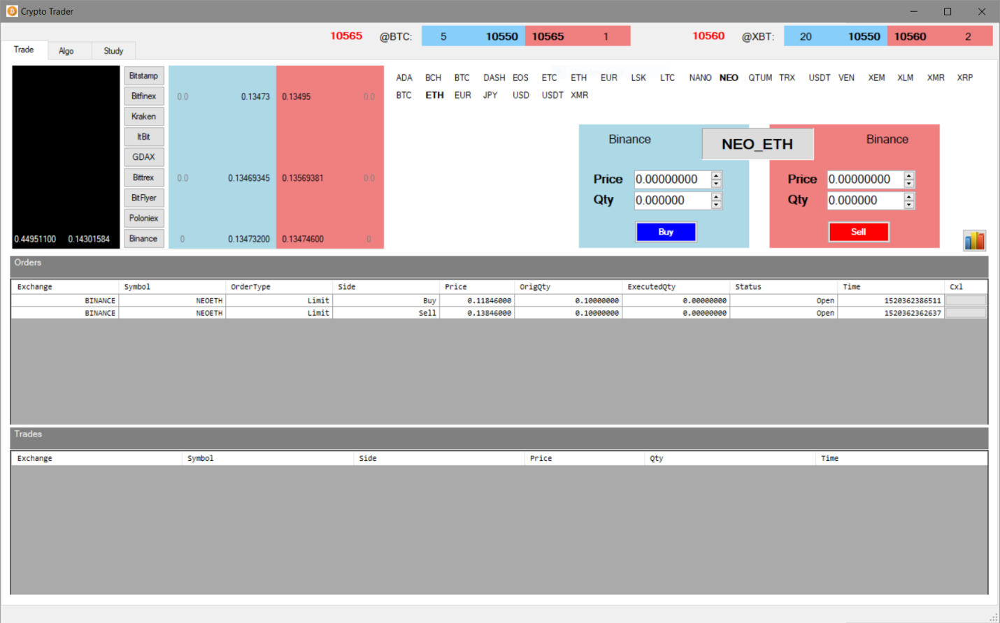 Crypto Trader
10565 @BTC: 5 10550 10565 1 10560 @XBT: 20 10550 10560 2
Trade Algo Study
Bitstamp
ADA BCH BTC DASH EOS ETC ETH EUR LSK LTC NANO NEO QTUM TRX USDT VEN XEM XLM XMR XRP
Bitfinex 0.0 0.13473 0.13495 0.0
BTC ETH EUR JPY USD USDT XMR
Kraken
ItBit
GDAX
Bittrex 0.0 0.13469345 0.13569381 0.0
BitFlyer
Poloniex
0.44951100 0.14301584 Binance 0 0.13473200 0.13474600 0
Binance NEO_ETH Binance
Price 0.00000000 Price 0.00000000
Qty 0.000000 Qty 0.000000
Buy Sell
Orders
Exchange Symbol OrderType Side Price OrigQty ExecutedQty Status Time Cxl
BINANCE NEOETH Limit Buy 0.11846000 0.10000000 0.00000000 Open 1520362386511
BINANCE NEOETH Limit Sell 0.13846000 0.10000000 0.00000000 Open 1520362362637
Trades
Exchange Symbol Side Price Qty Time